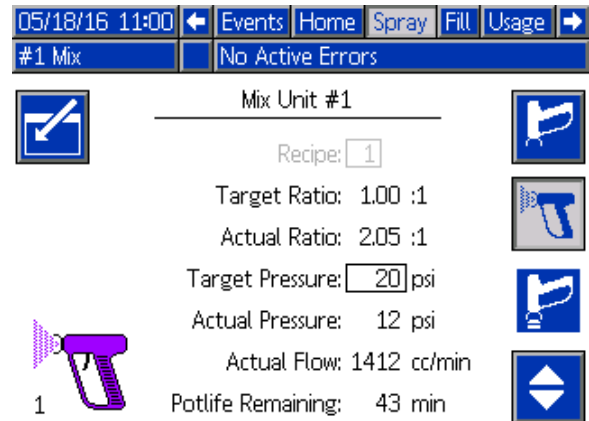 05/18/16 11:00 Events Home Spray Fill Usage
#1 Mix No Active Errors
Mix Unit #1
Recipe: 1
Target Ratio: 1.00 :1
Actual Ratio: 2.05 :1
Target Pressure: 20 psi
Actual Pressure: 12 psi
Actual Flow: 1412 cc/min
1 Potlife Remaining: 43 min